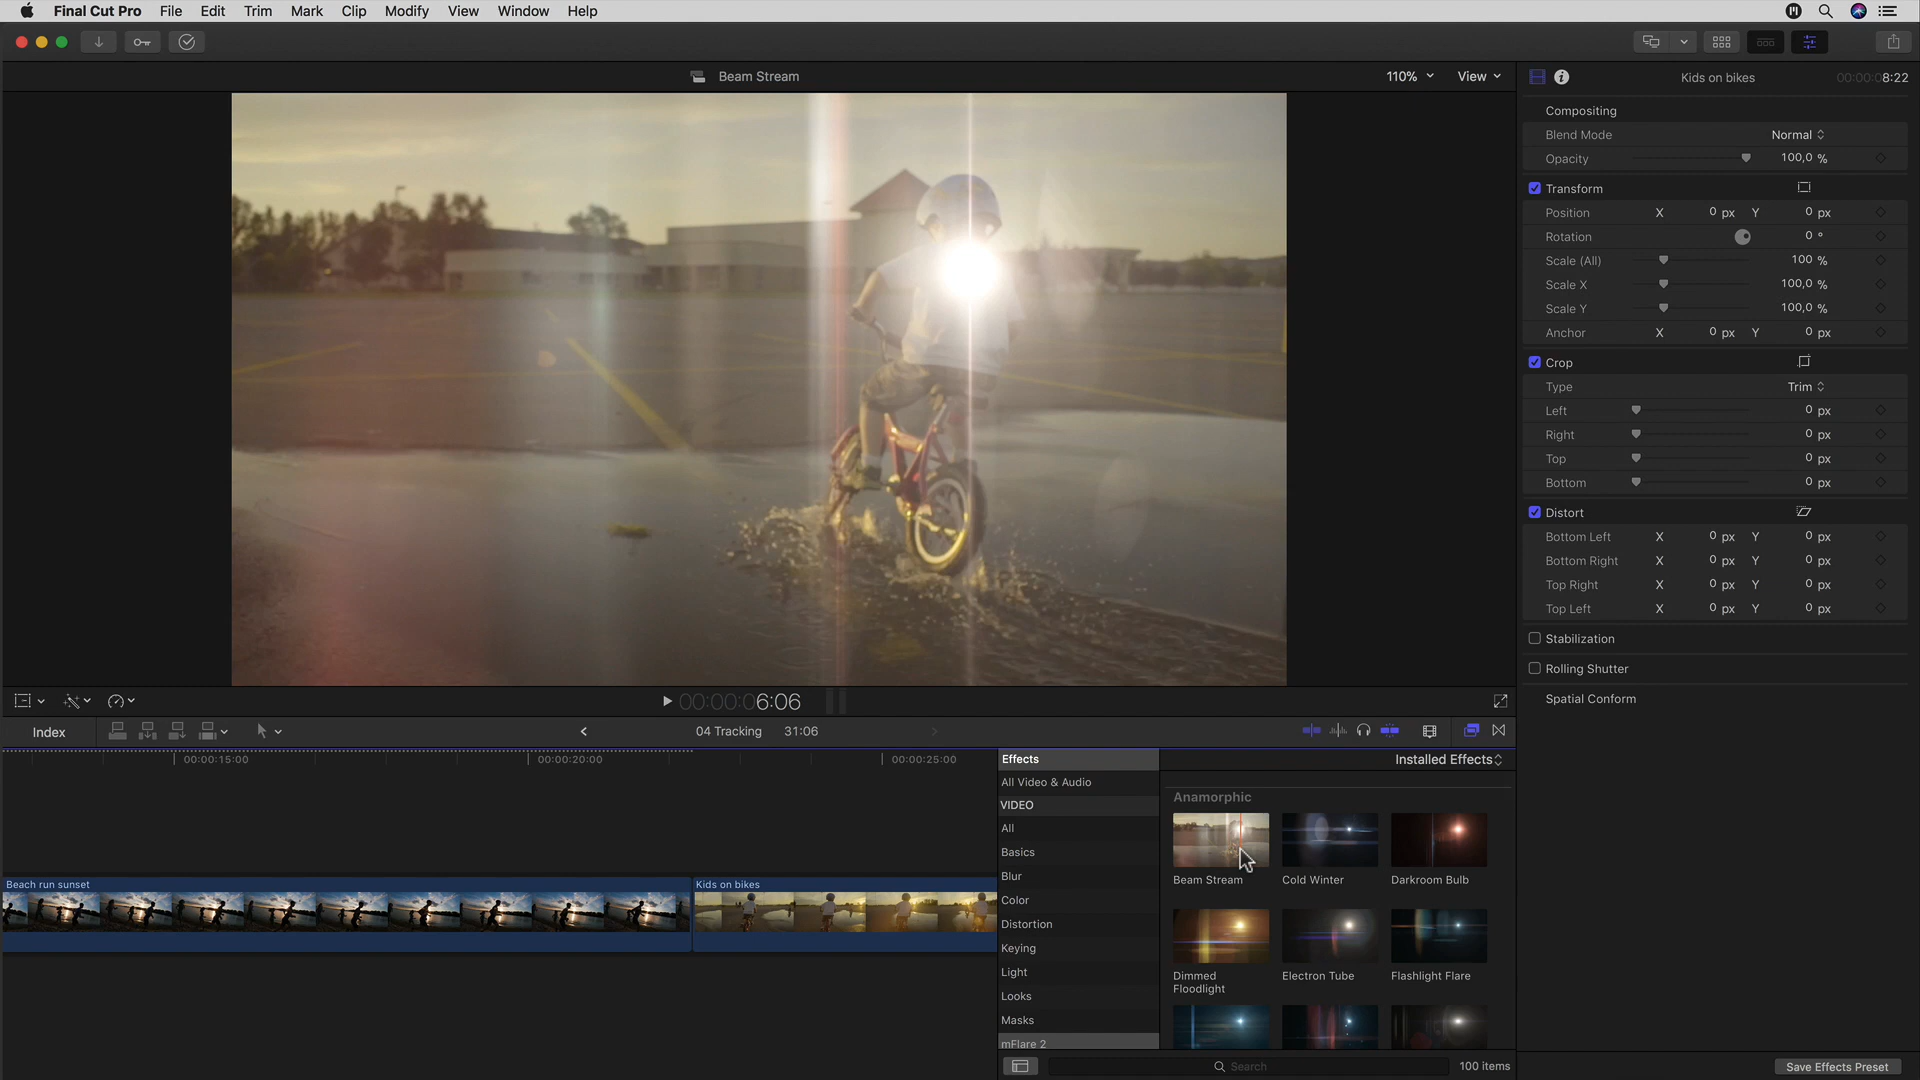 Final Cut Pro File Edit Trim Mark Clip Modify View Window Help
Beam Stream 110% View
Kids on bikes 00:00:08:22
Compositing
Blend Mode Normal
Opacity 100,0 %
Transform
Position X 0 px Y 0 px
Rotation 0 °
Scale (All) 100 %
Scale X 100,0 %
Scale Y 100,0 %
Anchor X 0 px Y 0 px
Crop
Type Trim
Left 0 px
Right 0 px
Top 0 px
Bottom 0 px
Distort
Bottom Left X 0 px Y 0 px
Bottom Right X 0 px Y 0 px
Top Right X 0 px Y 0 px
Top Left X 0 px Y 0 px
Stabilization
Rolling Shutter
Spatial Conform
00:00:06:06
Index 04 Tracking 31:06
00:00:15:00 00:00:20:00 00:00:25:00
Beach run sunset Kids on bikes
Effects Installed Effects
All Video & Audio
VIDEO
All
Basics
Blur
Color
Distortion
Keying
Light
Looks
Masks
mFlare 2
Anamorphic
Beam Stream Cold Winter Darkroom Bulb
Dimmed Floodlight Electron Tube Flashlight Flare
Search 100 items
Save Effects Preset